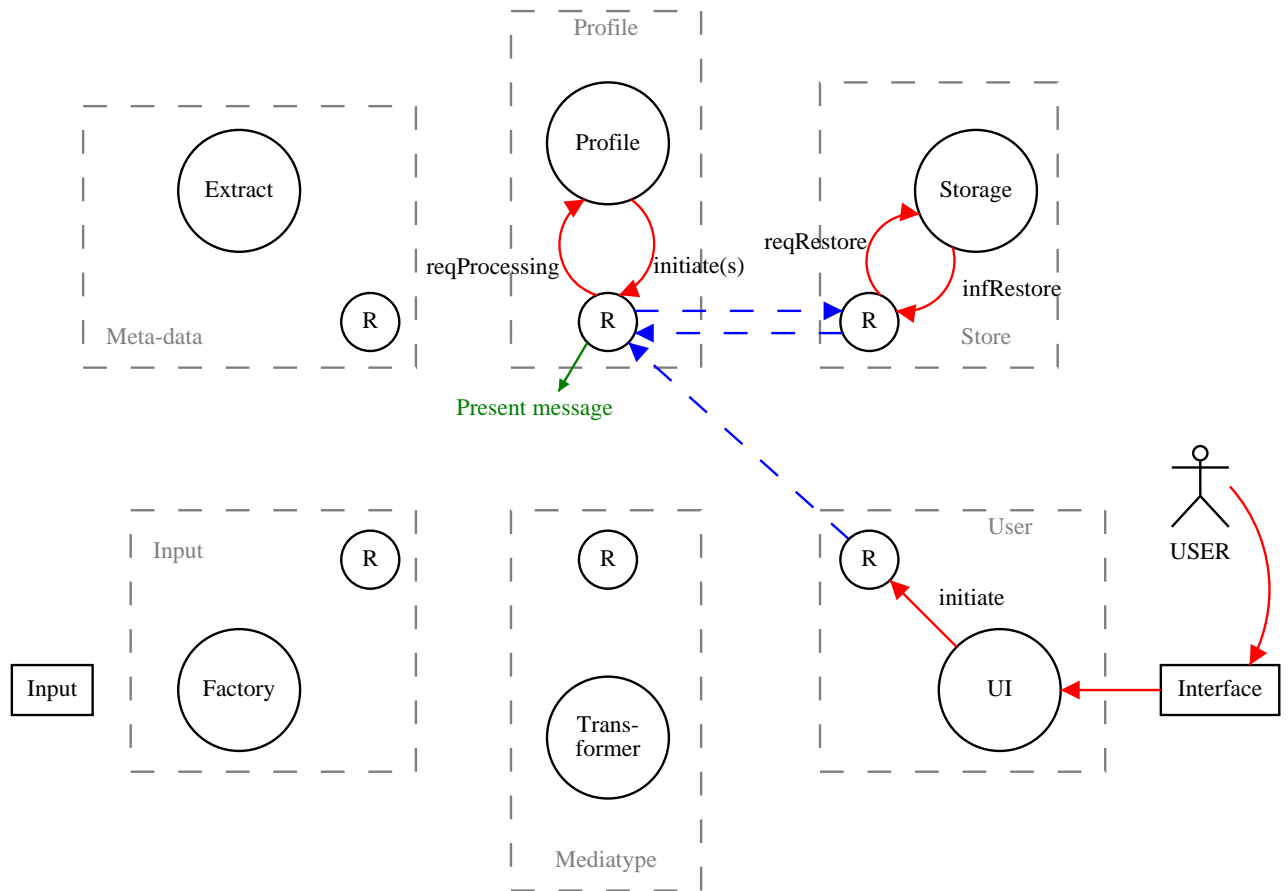 Profile
Profile
Extract
Storage
reqRestore
reqProcessing
initiate(s)
infRestore
R
R
R
Meta-data
Store
Present message
User
Input
R
R
R
USER
initiate
Input
Factory
UI
Interface
Trans-
former
Mediatype